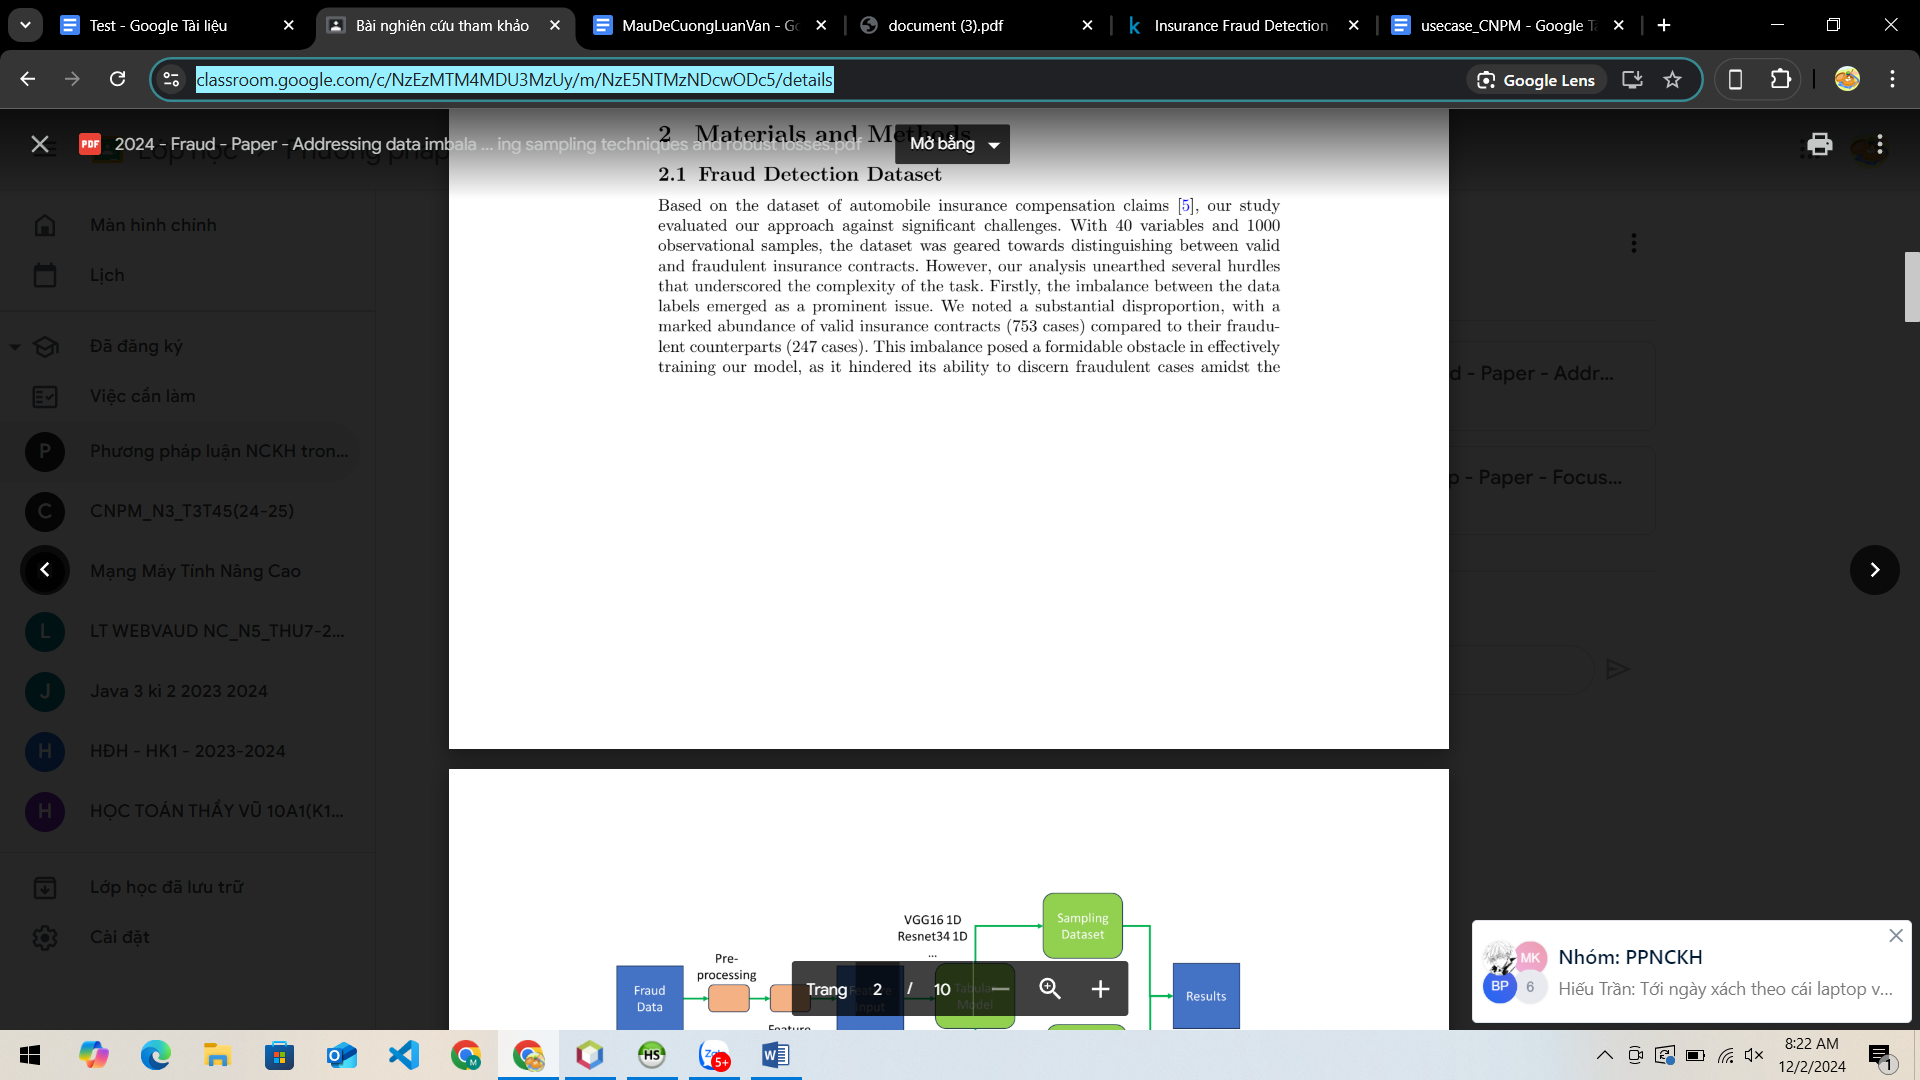 Test - Google Tài liệu
Bài nghiên cứu tham khảo
MauDeCuongLuanVan - Go
document (3).pdf
Insurance Fraud Detection
usecase_CNPM - Google Tà
classroom.google.com/c/NzEzMTM4MDU3MzUy/m/NzE5NTMzNDcwODc5/details
Google Lens
PDF
2024 - Fraud - Paper - Addressing data imbala ... ing sampling techniques and robust losses.pdf
Mở bằng
Màn hình chính
Lịch
Đã đăng ký
Việc cần làm
P
Phương pháp luận NCKH tron...
C
CNPM_N3_T3T45(24-25)
Mạng Máy Tính Nâng Cao
L
LT WEBVAUD NC_N5_THU7-2...
J
Java 3 kì 2 2023 2024
H
HĐH - HK1 - 2023-2024
H
HỌC TOÁN THẦY VŨ 10A1(K1...
Lớp học đã lưu trữ
Cài đặt
2 Materials and Methods
2.1 Fraud Detection Dataset
Based on the dataset of automobile insurance compensation claims [5], our study
evaluated our approach against significant challenges. With 40 variables and 1000
observational samples, the dataset was geared towards distinguishing between valid
and fraudulent insurance contracts. However, our analysis unearthed several hurdles
that underscored the complexity of the task. Firstly, the imbalance between the data
labels emerged as a prominent issue. We noted a substantial disproportion, with a
marked abundance of valid insurance contracts (753 cases) compared to their fraudu-
lent counterparts (247 cases). This imbalance posed a formidable obstacle in effectively
training our model, as it hindered its ability to discern fraudulent cases amidst the
d - Paper - Addr...
o - Paper - Focus...
VGG16 1D
Resnet34 1D
...
Sampling
Dataset
Pre-
processing
Fraud
Data
Feature
Input
Tabular
Model
Results
Feature
Trang 2 / 10
MK
BP
6
Nhóm: PPNCKH
Hiếu Trần: Tới ngày xách theo cái laptop v...
HS
5+
8:22 AM
12/2/2024
1